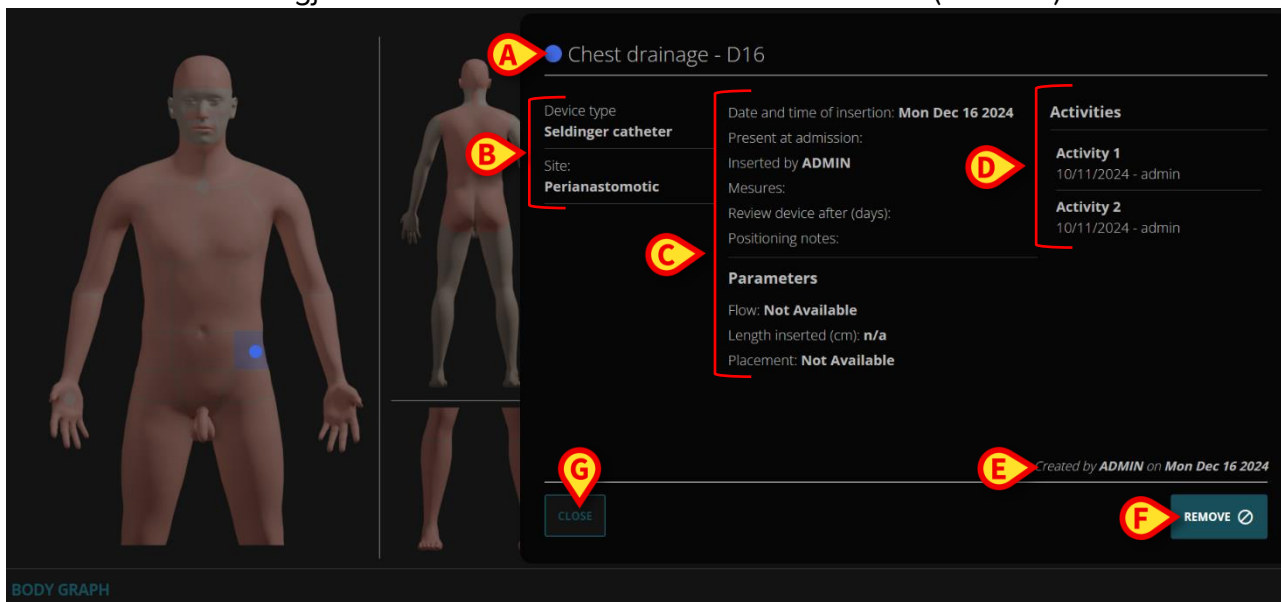 A
Chest drainage - D16
B
Device type
Seldinger catheter
Site:
Perianastomotic
C
Date and time of insertion: Mon Dec 16 2024
Present at admission:
Inserted by ADMIN
Mesures:
Review device after (days):
Positioning notes:
Parameters
Flow: Not Available
Length inserted (cm): n/a
Placement: Not Available
D
Activities
Activity 1
10/11/2024 - admin
Activity 2
10/11/2024 - admin
E
Created by ADMIN on Mon Dec 16 2024
G
CLOSE
F
REMOVE
BODY GRAPH